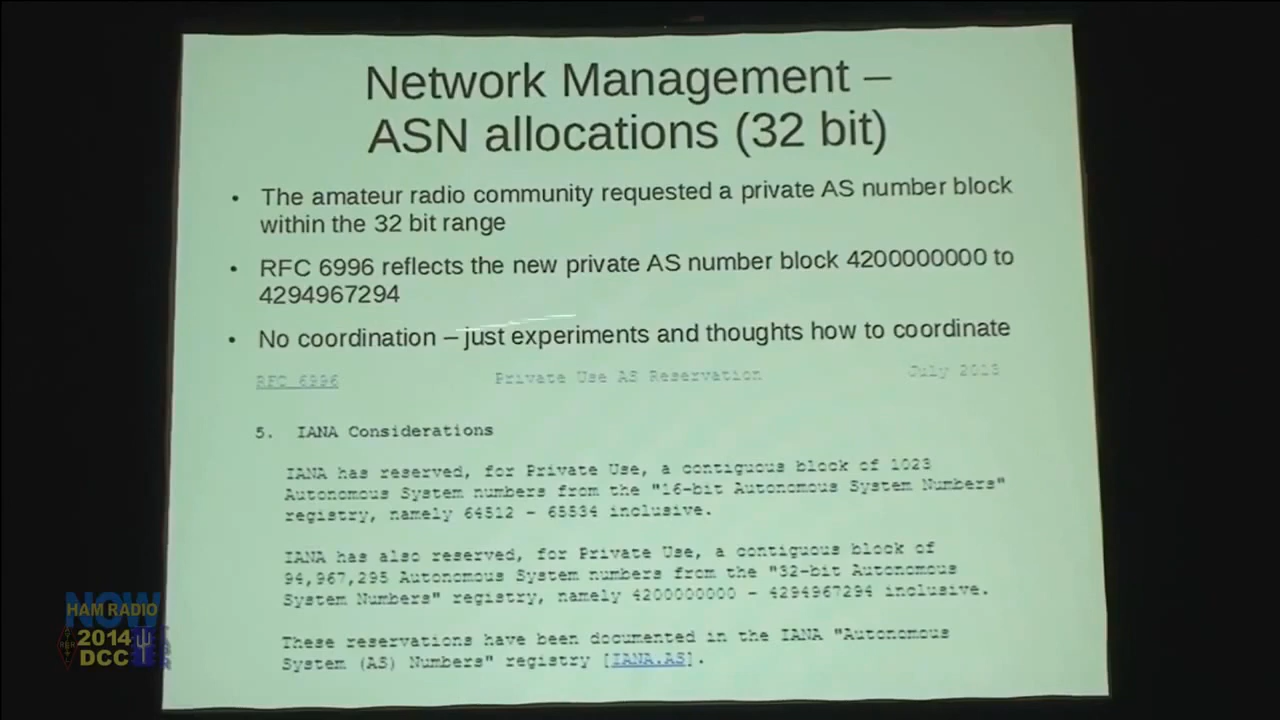 Network Management –
ASN allocations (32 bit)
• The amateur radio community requested a private AS number block
within the 32 bit range
• RFC 6996 reflects the new private AS number block 4200000000 to
4294967294
• No coordination – just experiments and thoughts how to coordinate
RFC 6996 Private Use AS Reservation July 2013
5. IANA Considerations
IANA has reserved, for Private Use, a contiguous block of 1023
Autonomous System numbers from the "16-bit Autonomous System Numbers"
registry, namely 64512 - 65534 inclusive.
IANA has also reserved, for Private Use, a contiguous block of
94,967,295 Autonomous System numbers from the "32-bit Autonomous
System Numbers" registry, namely 4200000000 - 4294967294 inclusive.
These reservations have been documented in the IANA "Autonomous
System (AS) Numbers" registry [IANA.AS].
NOW
HAM RADIO
2014
DCC